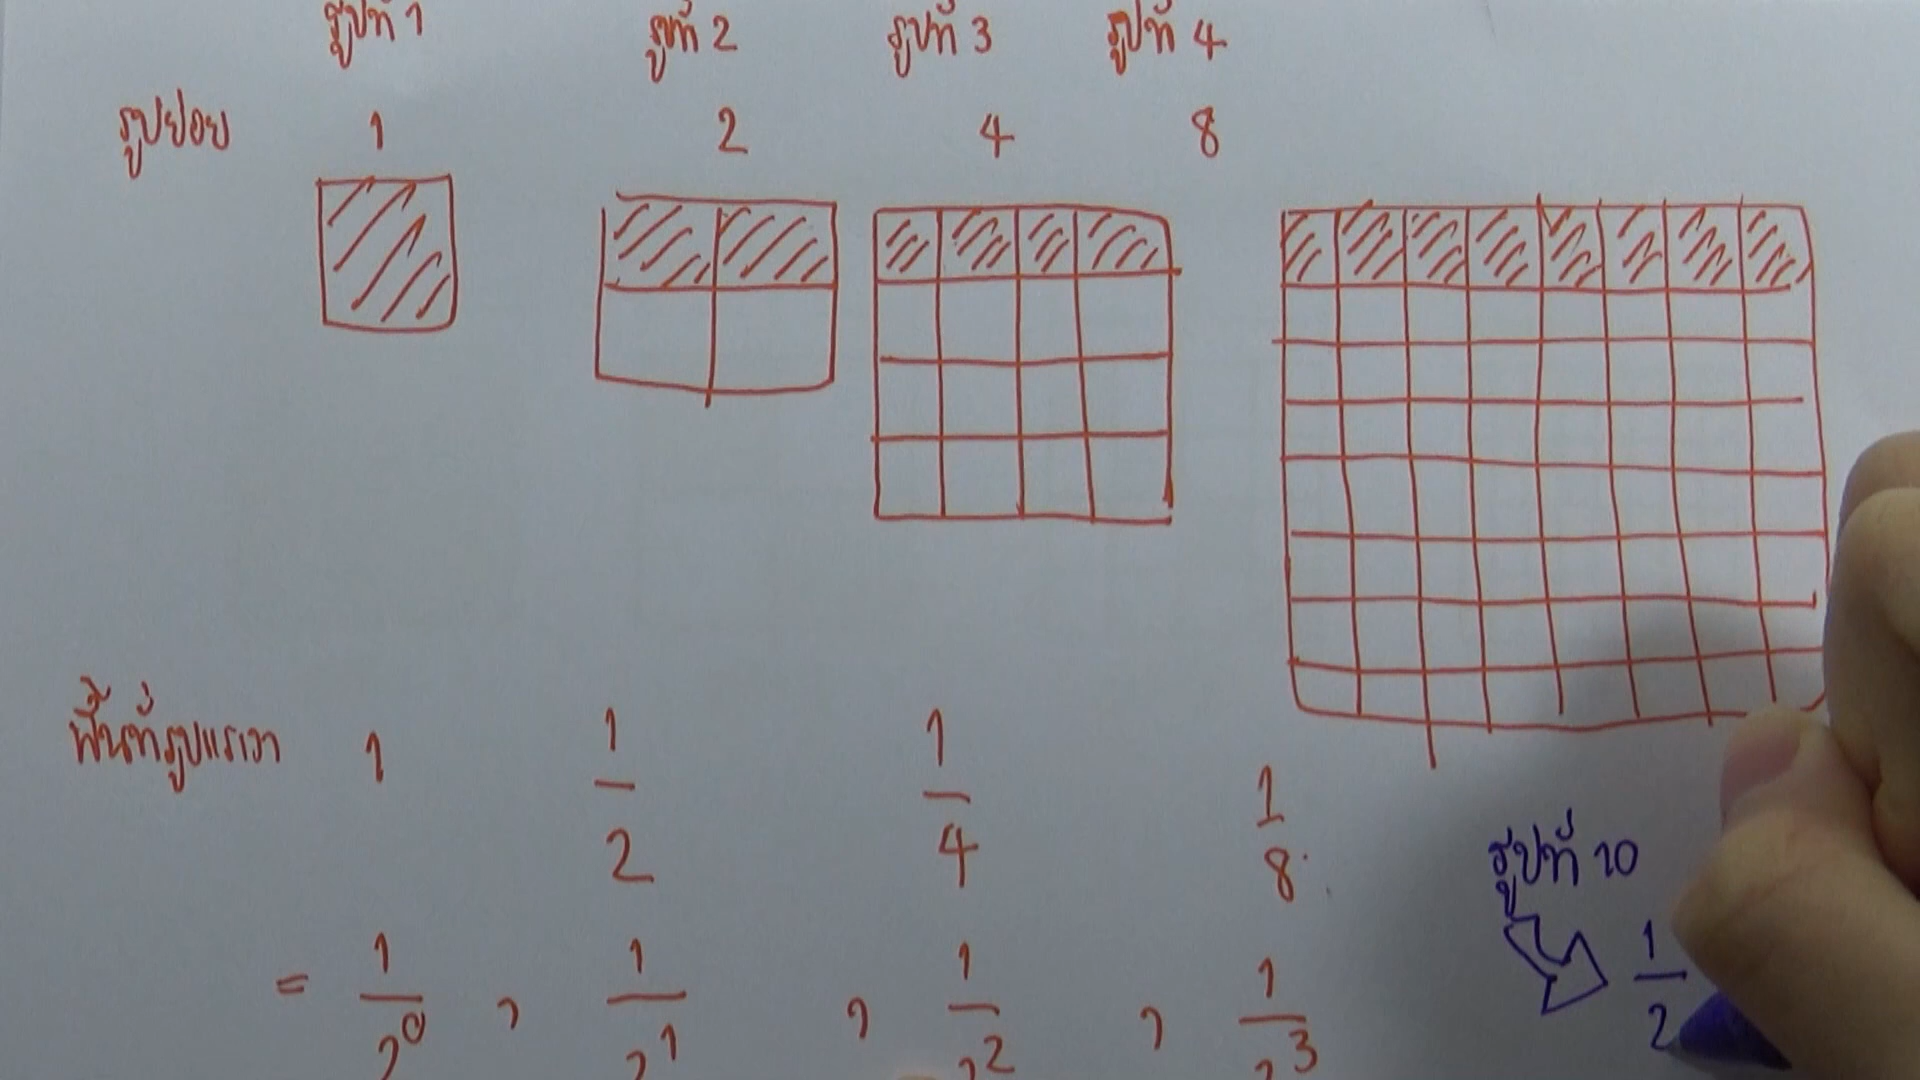 รูปที่ 1 รูปที่ 2 รูปที่ 3 รูปที่ 4
รูปย่อย 1 2 4 8
พื้นที่รูปแรเงา 1 1/2 1/4 1/8
รูปที่ 10
= 1/2⁰ , 1/2¹ , 1/2² , 1/2³
1/2